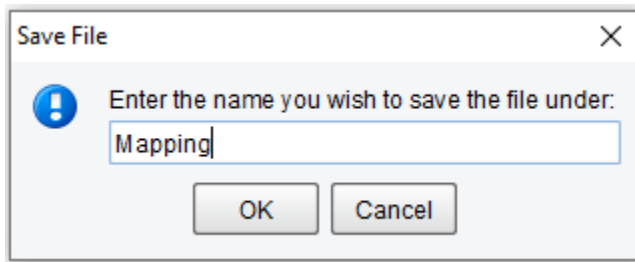 Save File
Enter the name you wish to save the file under:
Mapping
OK Cancel